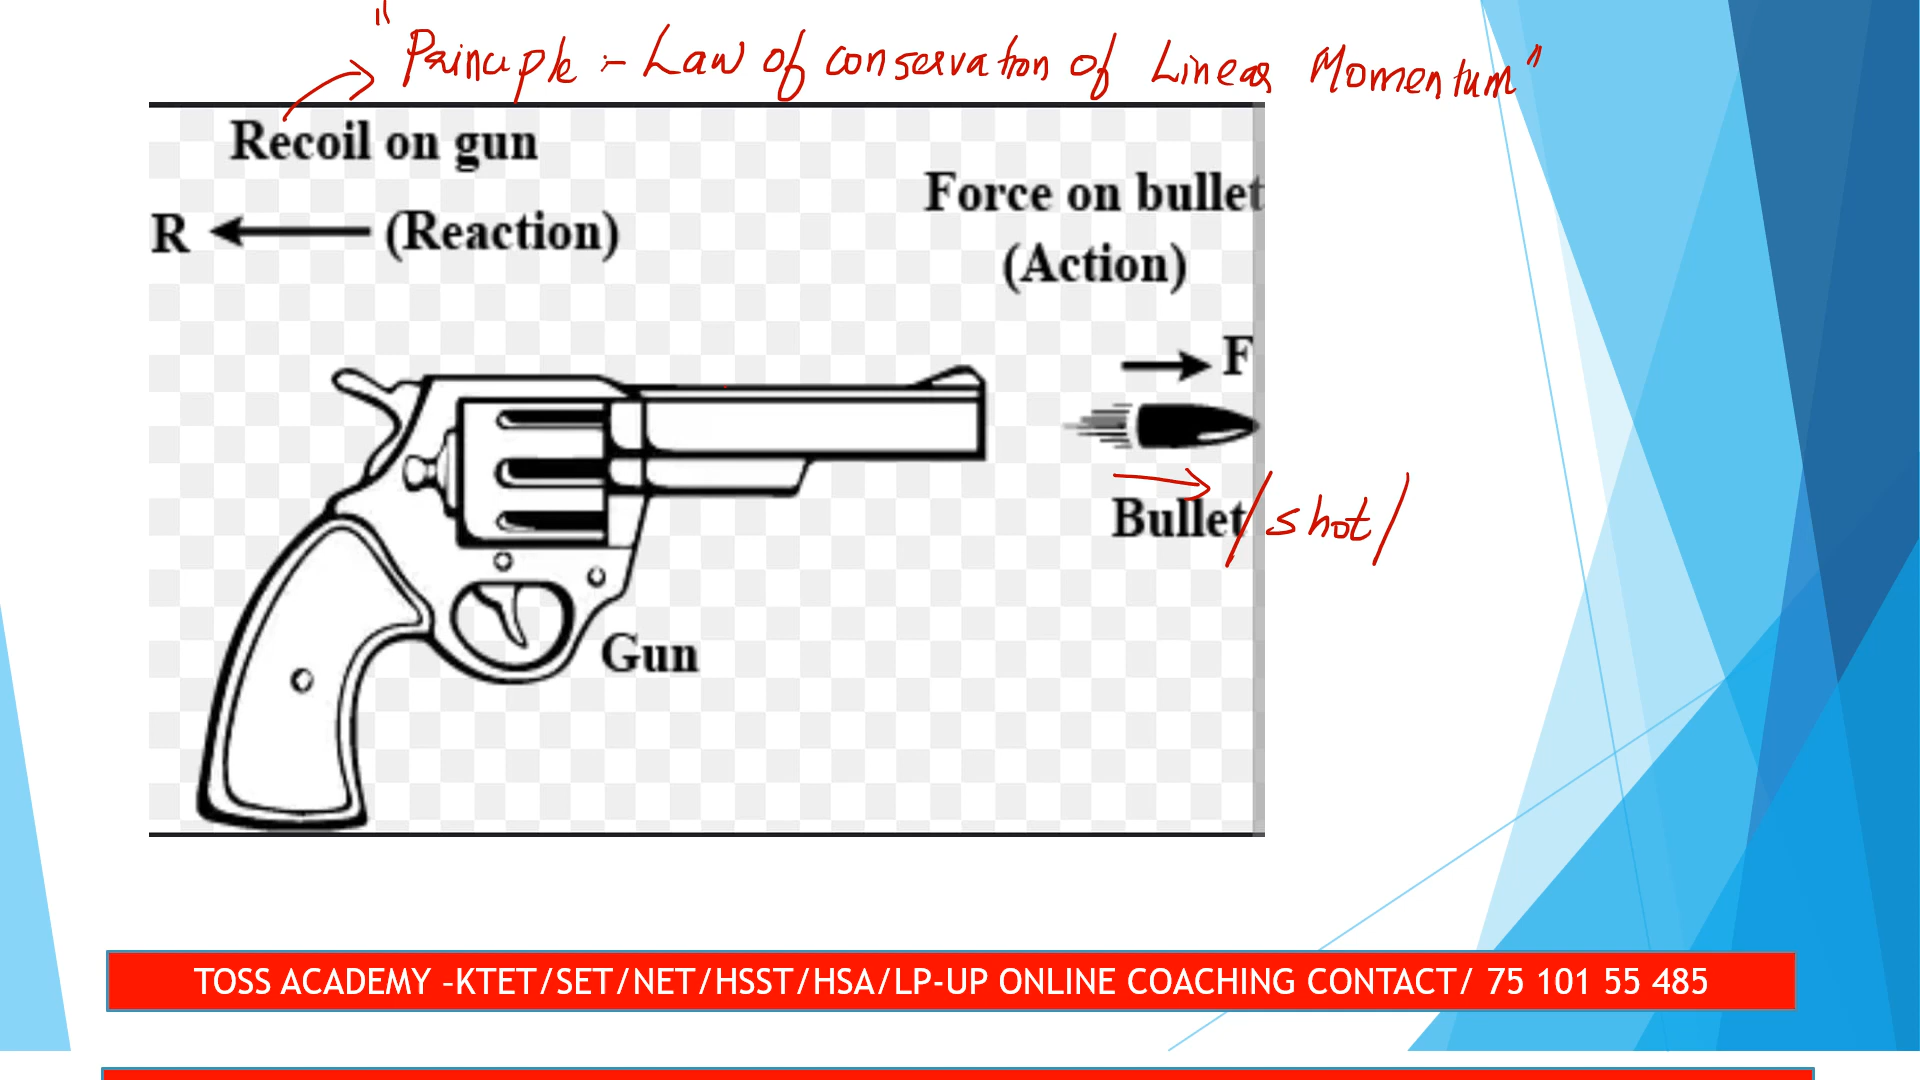 "Principle :- Law of conservation of Linear Momentum"
Recoil on gun
R (Reaction)
Force on bullet
(Action)
F
Bullet/shot/
Gun
TOSS ACADEMY –KTET/SET/NET/HSST/HSA/LP-UP ONLINE COACHING CONTACT/ 75 101 55 485